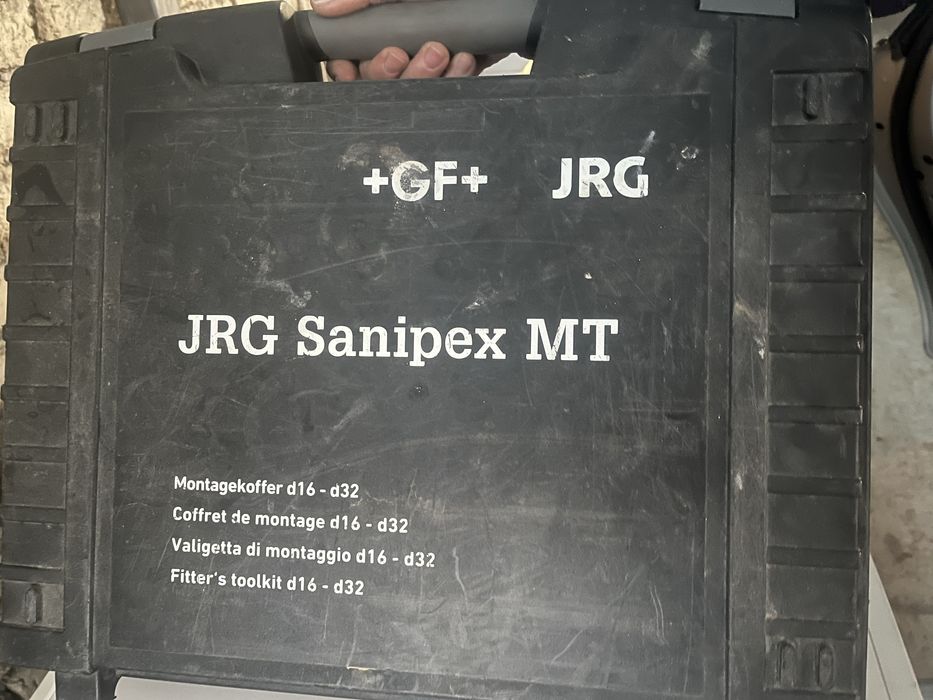 +GF+ JRG
JRG Sanipex MT
Montagekoffer d16 - d32
Coffret de montage d16 - d32
Valigetta di montaggio d16 - d32
Fitter's toolkit d16 - d32